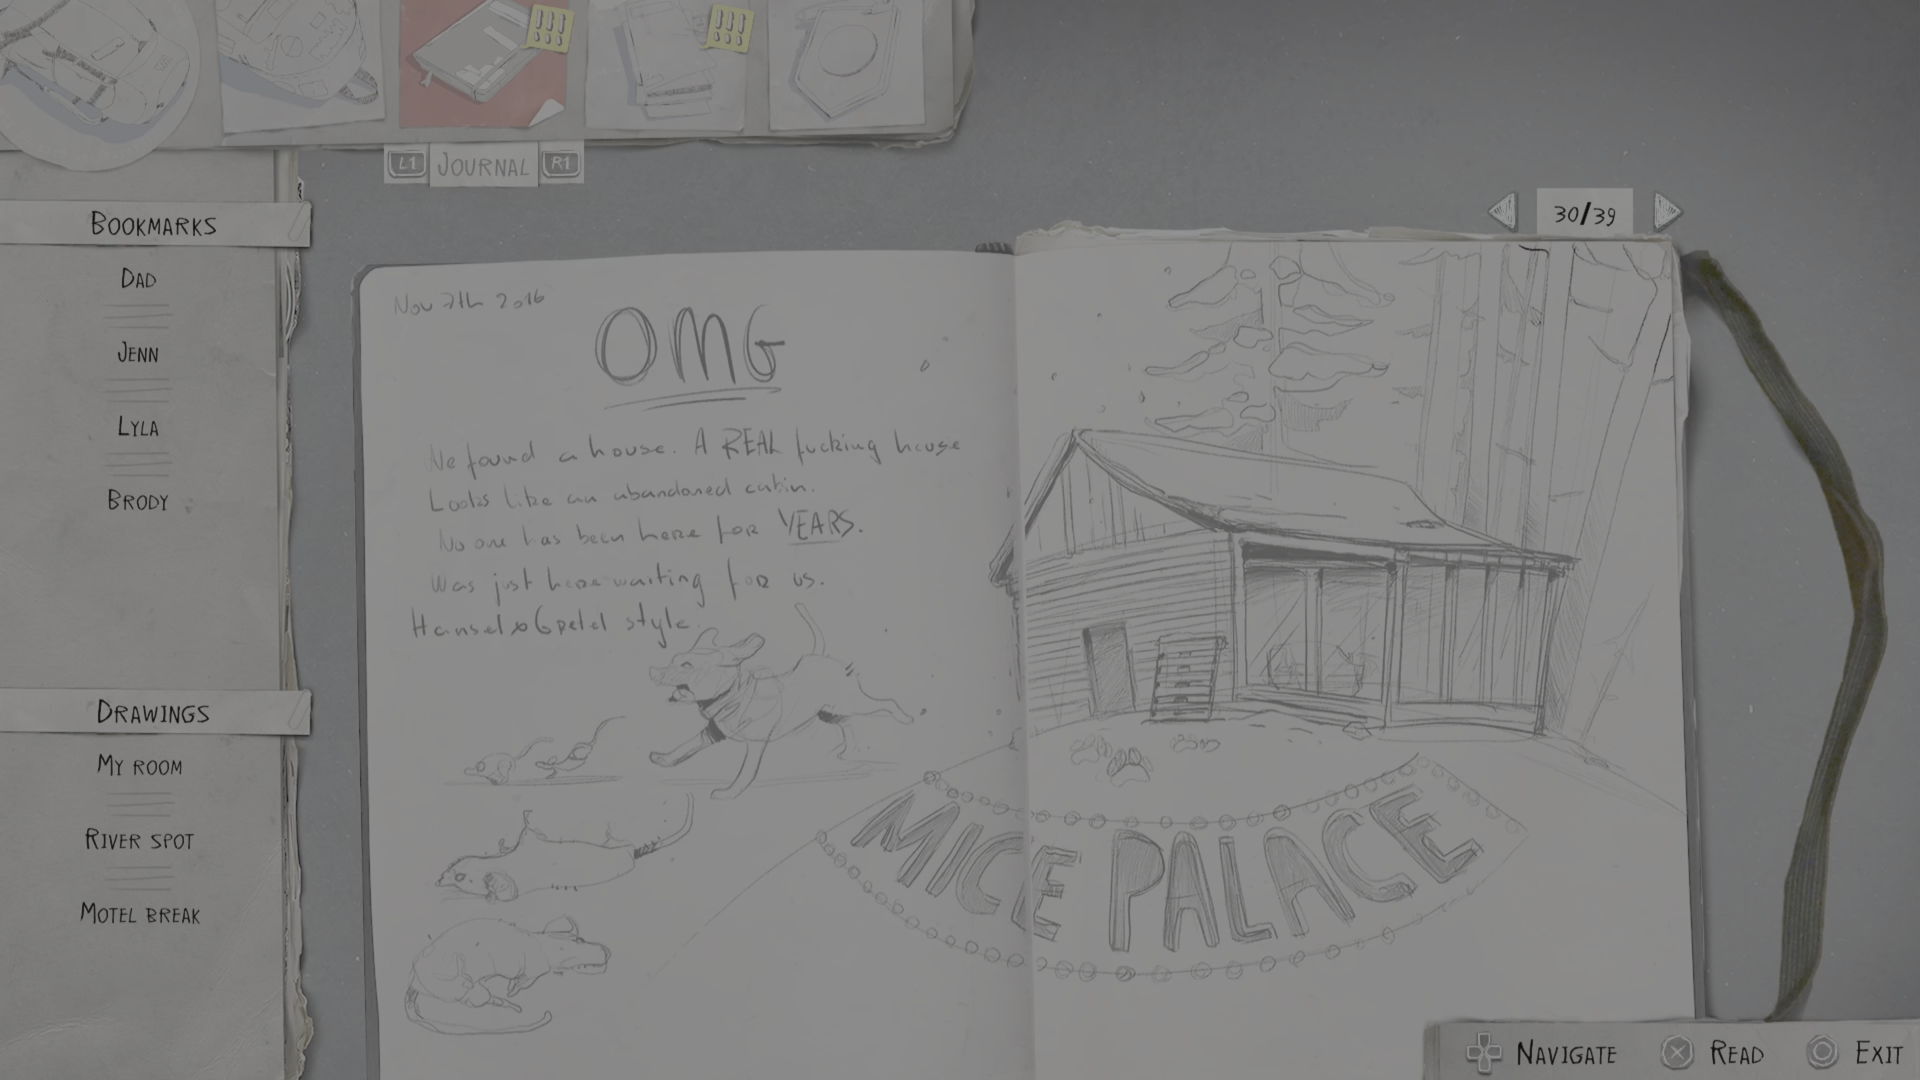 L1 JOURNAL R1
30/39
BOOKMARKS
DAD
JENN
LYLA
BRODY
DRAWINGS
MY ROOM
RIVER SPOT
MOTEL BREAK
Nov 7th 2016
OMG
We found a house. A REAL fucking house
Looks like an abandoned cabin.
No one has been here for YEARS.
Was just here waiting for us.
Hansel & Gretel style
MICE PALACE
NAVIGATE
READ
EXIT